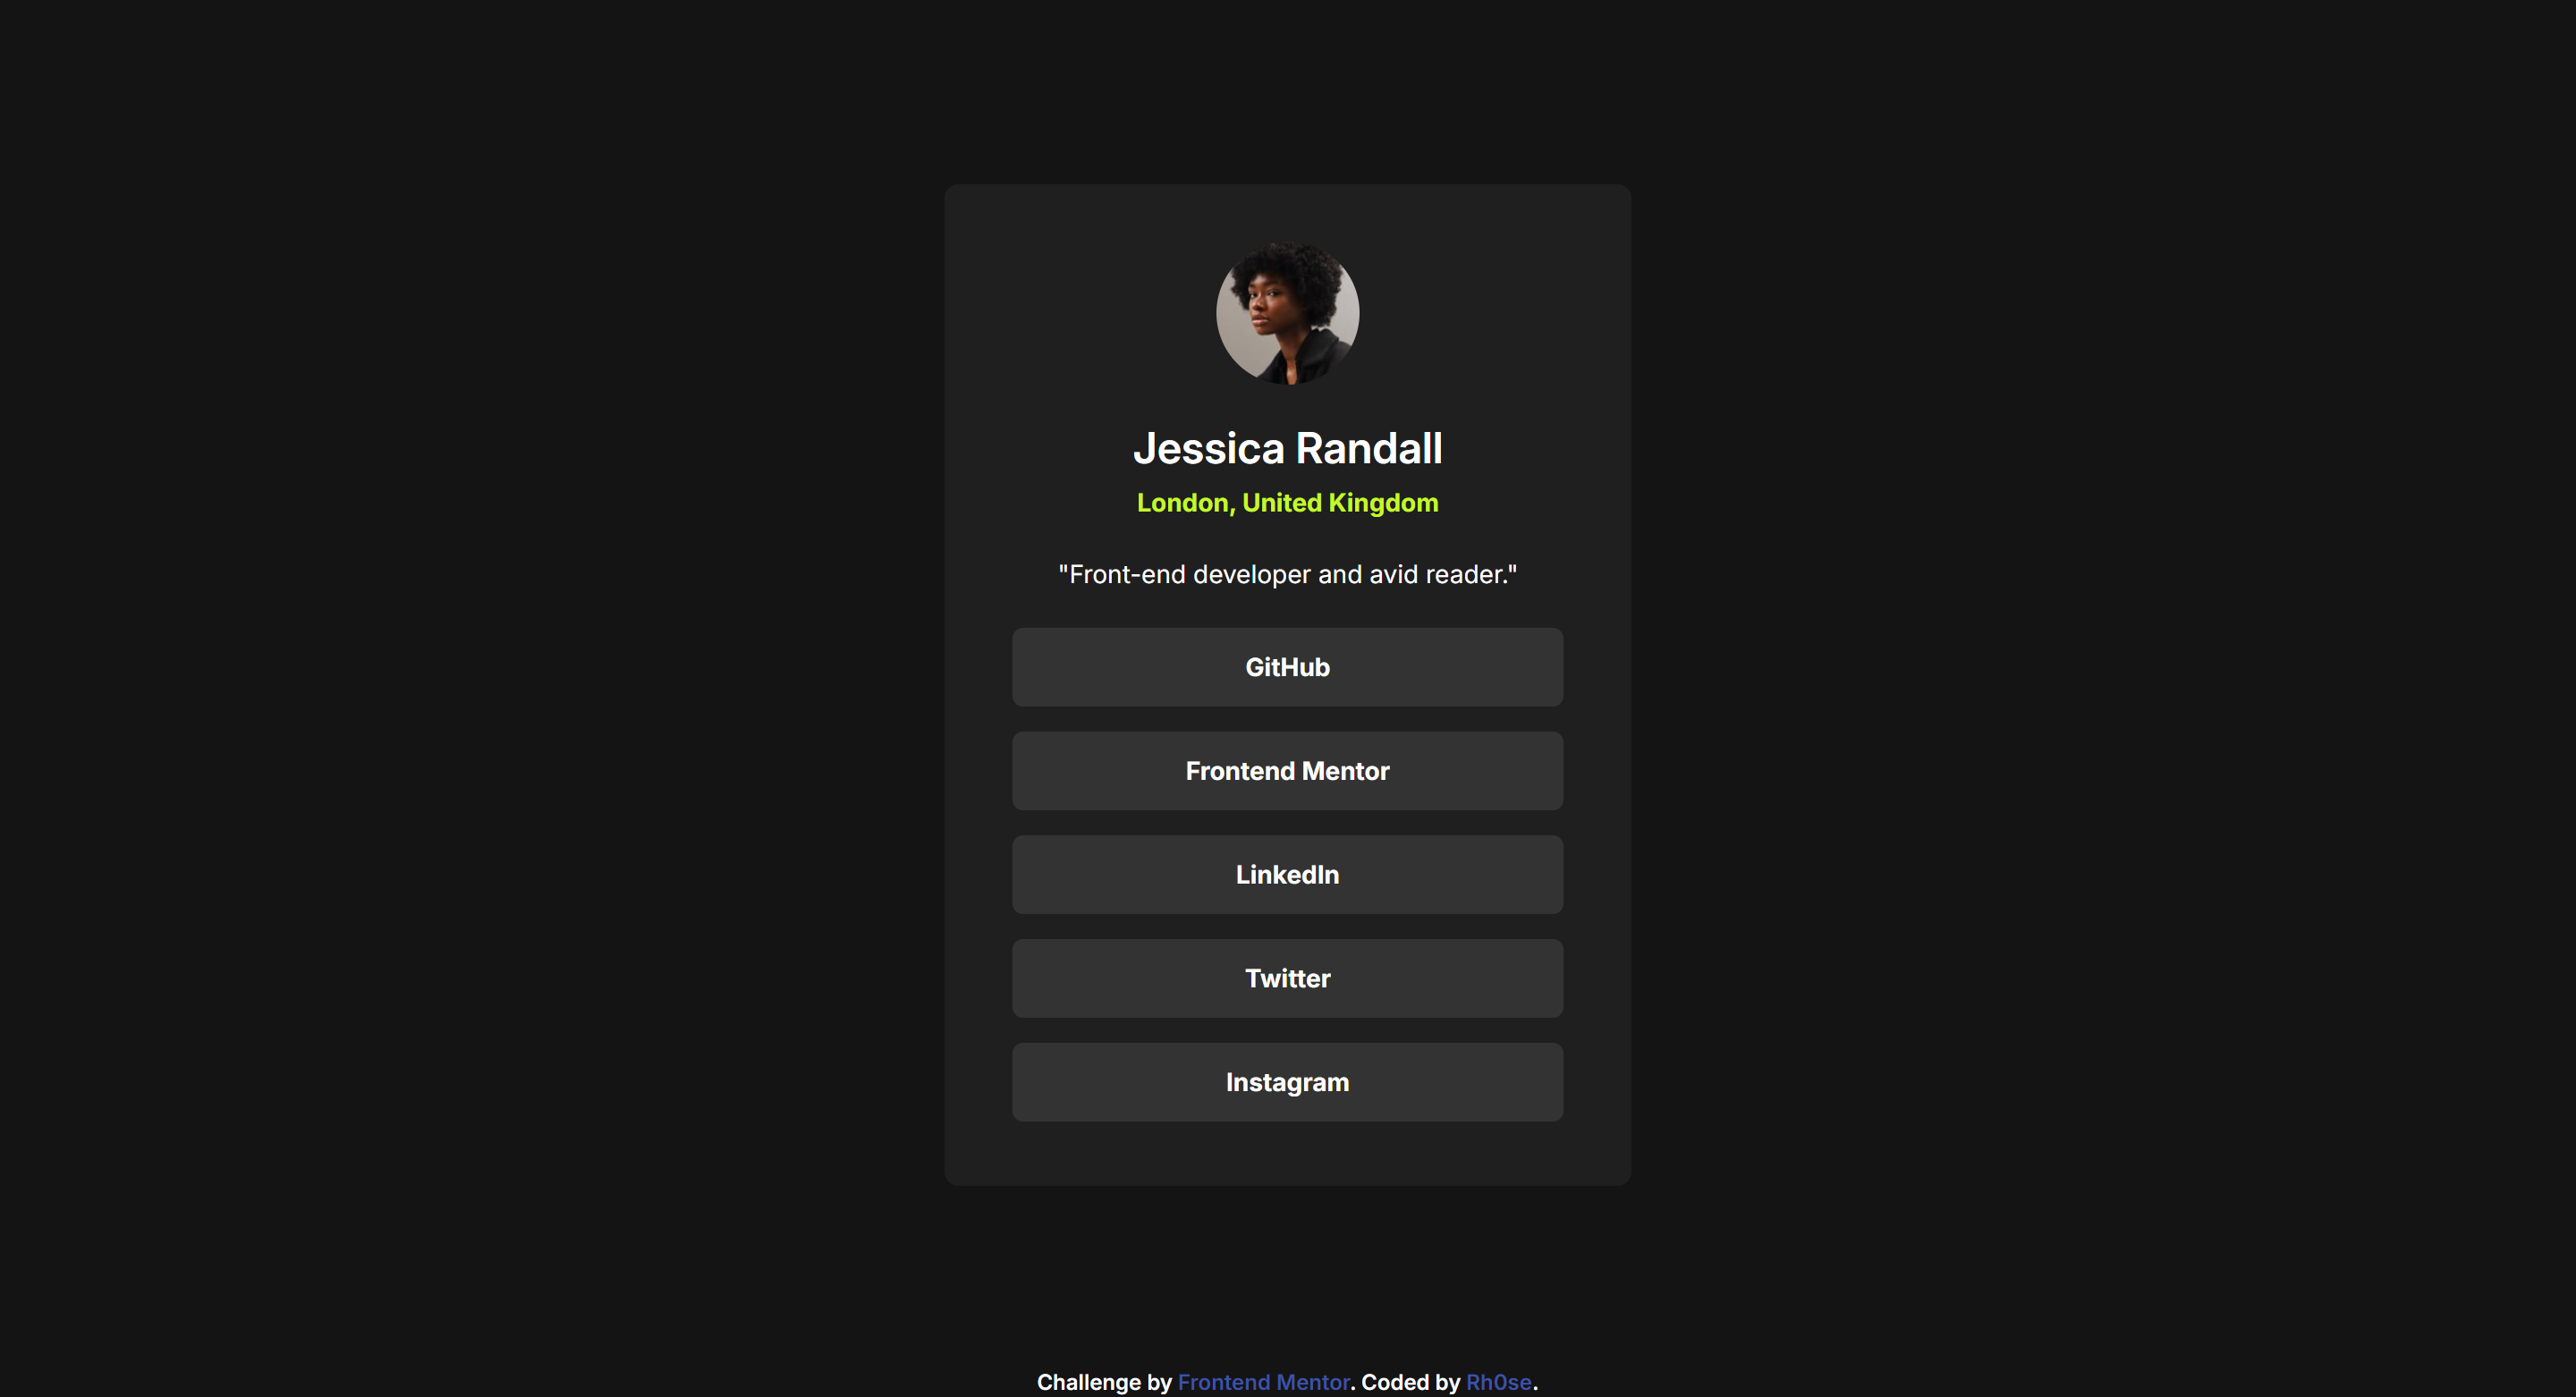 Jessica Randall
London, United Kingdom
"Front-end developer and avid reader."
GitHub
Frontend Mentor
LinkedIn
Twitter
Instagram
Challenge by Frontend Mentor. Coded by Rh0se.